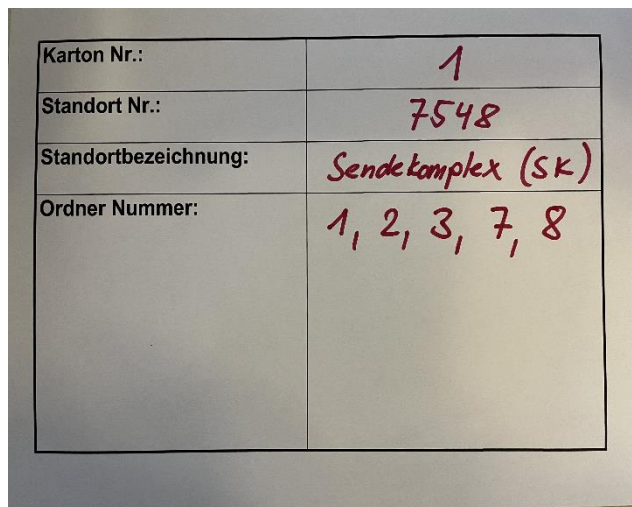 Karton Nr.: 1
Standort Nr.: 7548
Standortbezeichnung: Sendekomplex (SK)
Ordner Nummer: 1, 2, 3, 7, 8